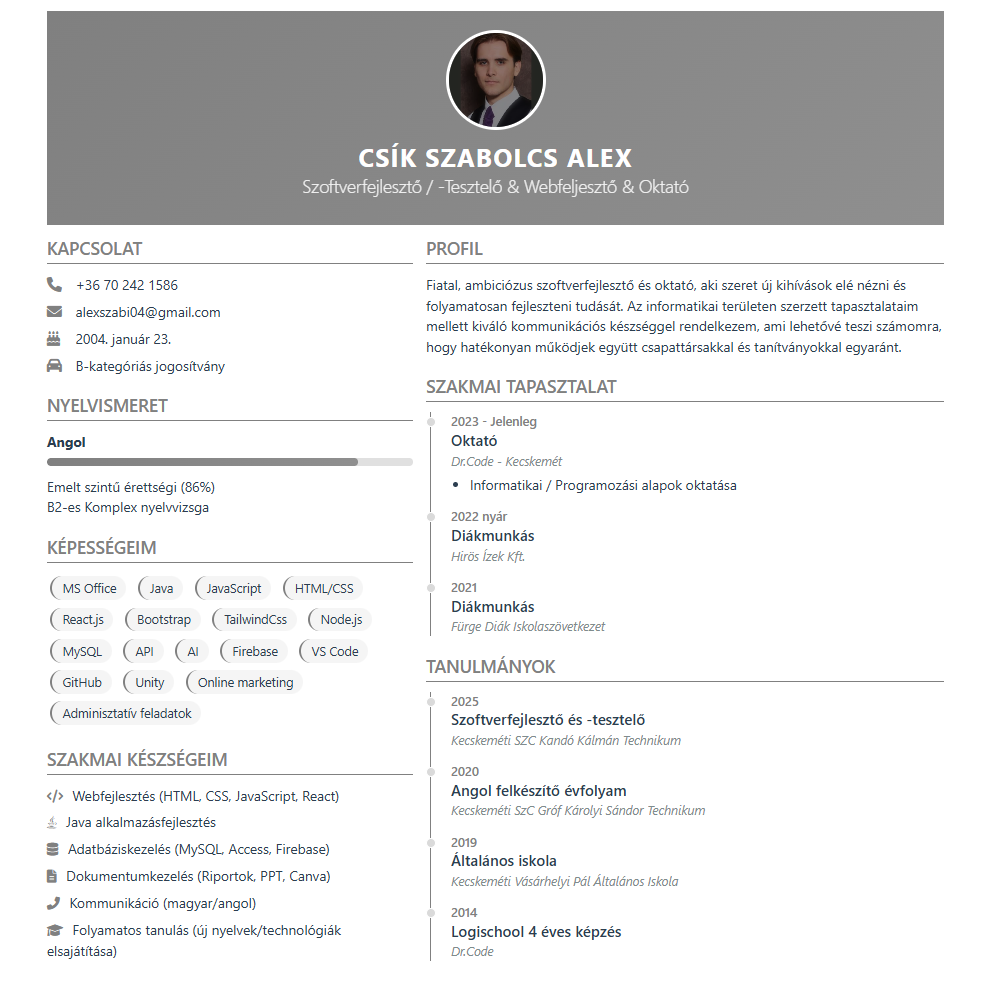 CSÍK SZABOLCS ALEX
Szoftverfejlesztő / -Tesztelő & Webfeljesztő & Oktató
KAPCSOLAT
+36 70 242 1586
alexszabi04@gmail.com
2004. január 23.
B-kategóriás jogosítvány
NYELVISMERET
Angol
Emelt szintű érettségi (86%)
B2-es Komplex nyelvvizsga
KÉPESSÉGEIM
MS Office Java JavaScript HTML/CSS
React.js Bootstrap TailwindCss Node.js
MySQL API AI Firebase VS Code
GitHub Unity Online marketing
Adminisztatív feladatok
SZAKMAI KÉSZSÉGEIM
Webfejlesztés (HTML, CSS, JavaScript, React)
Java alkalmazásfejlesztés
Adatbáziskezelés (MySQL, Access, Firebase)
Dokumentumkezelés (Riportok, PPT, Canva)
Kommunikáció (magyar/angol)
Folyamatos tanulás (új nyelvek/technológiák
elsajátítása)
PROFIL
Fiatal, ambiciózus szoftverfejlesztő és oktató, aki szeret új kihívások elé nézni és
folyamatosan fejleszteni tudását. Az informatikai területen szerzett tapasztalataim
mellett kiváló kommunikációs készséggel rendelkezem, ami lehetővé teszi számomra,
hogy hatékonyan működjek együtt csapattársakkal és tanítványokkal egyaránt.
SZAKMAI TAPASZTALAT
2023 - Jelenleg
Oktató
Dr.Code - Kecskemét
• Informatikai / Programozási alapok oktatása
2022 nyár
Diákmunkás
Hirös Ízek Kft.
2021
Diákmunkás
Fürge Diák Iskolaszövetkezet
TANULMÁNYOK
2025
Szoftverfejlesztő és -tesztelő
Kecskeméti SZC Kandó Kálmán Technikum
2020
Angol felkészítő évfolyam
Kecskeméti SzC Gróf Károlyi Sándor Technikum
2019
Általános iskola
Kecskeméti Vásárhelyi Pál Általános Iskola
2014
Logischool 4 éves képzés
Dr.Code